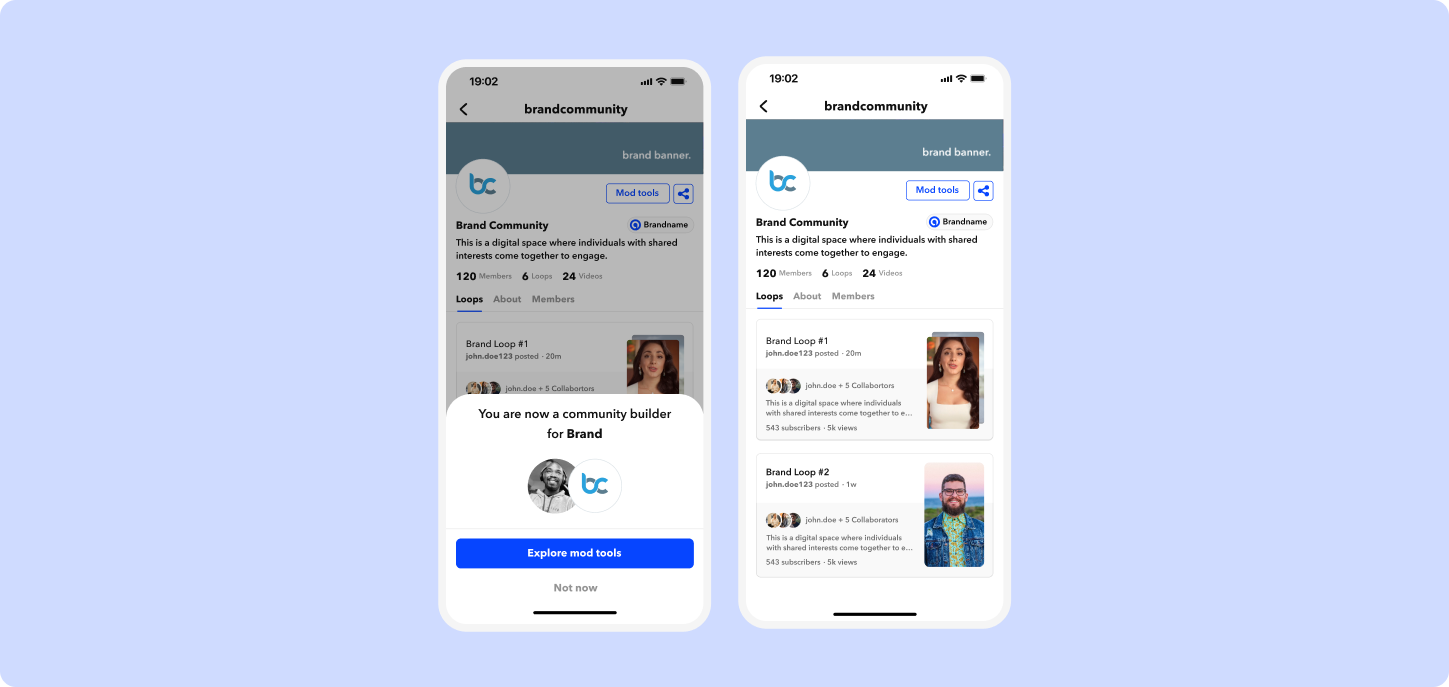 19:02
brandcommunity
brand banner.
bc
Mod tools
Brand Community
Brandname
This is a digital space where individuals with shared
interests come together to engage.
120 Members 6 Loops 24 Videos
Loops About Members
Brand Loop #1
john.doe123 posted · 20m
john.doe + 5 Collabortors
You are now a community builder
for Brand
bc
Explore mod tools
Not now
19:02
brandcommunity
brand banner.
bc
Mod tools
Brand Community
Brandname
This is a digital space where individuals with shared
interests come together to engage.
120 Members 6 Loops 24 Videos
Loops About Members
Brand Loop #1
john.doe123 posted · 20m
john.doe + 5 Collabortors
This is a digital space where individuals
with shared interests come together to e...
543 subscribers · 5k views
Brand Loop #2
john.doe123 posted · 1w
john.doe + 5 Collaborators
This is a digital space where individuals
with shared interests come together to e...
543 subscribers · 5k views